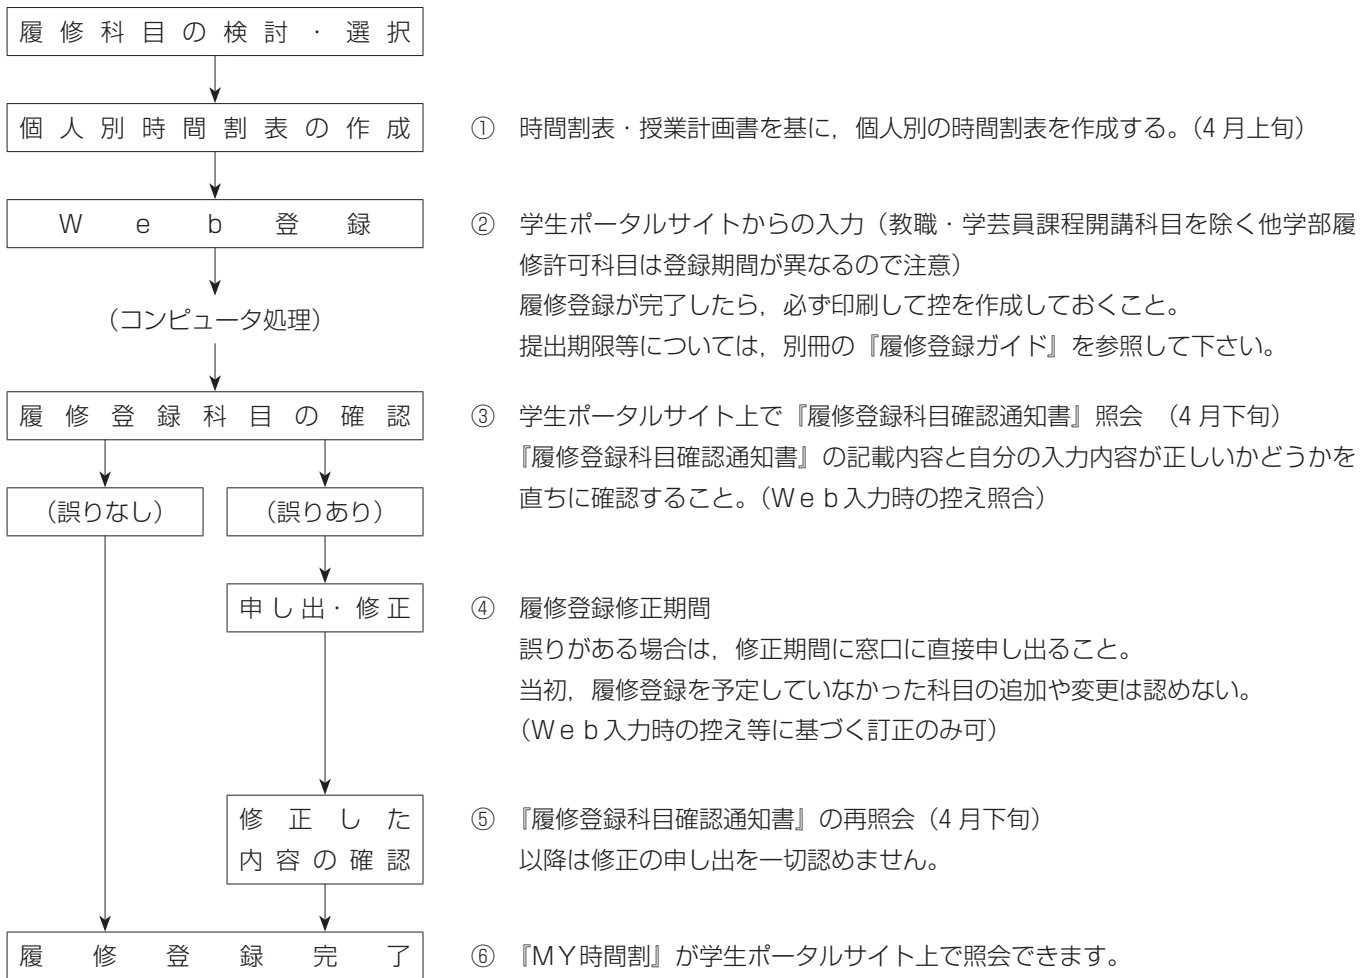 履修科目の検討・選択
個人別時間割表の作成
① 時間割表・授業計画書を基に，個人別の時間割表を作成する。（4月上旬）
Ｗｅｂ登録
② 学生ポータルサイトからの入力（教職・学芸員課程開講科目を除く他学部履
修許可科目は登録期間が異なるので注意）
履修登録が完了したら，必ず印刷して控を作成しておくこと。
（コンピュータ処理）
提出期限等については，別冊の『履修登録ガイド』を参照して下さい。
履修登録科目の確認
③ 学生ポータルサイト上で『履修登録科目確認通知書』照会 （4月下旬）
『履修登録科目確認通知書』の記載内容と自分の入力内容が正しいかどうかを
直ちに確認すること。（Ｗｅｂ入力時の控え照合）
（誤りなし）
（誤りあり）
申し出・修正
④ 履修登録修正期間
誤りがある場合は，修正期間に窓口に直接申し出ること。
当初，履修登録を予定していなかった科目の追加や変更は認めない。
（Ｗｅｂ入力時の控え等に基づく訂正のみ可）
修正した
内容の確認
⑤ 『履修登録科目確認通知書』の再照会（4月下旬）
以降は修正の申し出を一切認めません。
履修登録完了
⑥ 『ＭＹ時間割』が学生ポータルサイト上で照会できます。